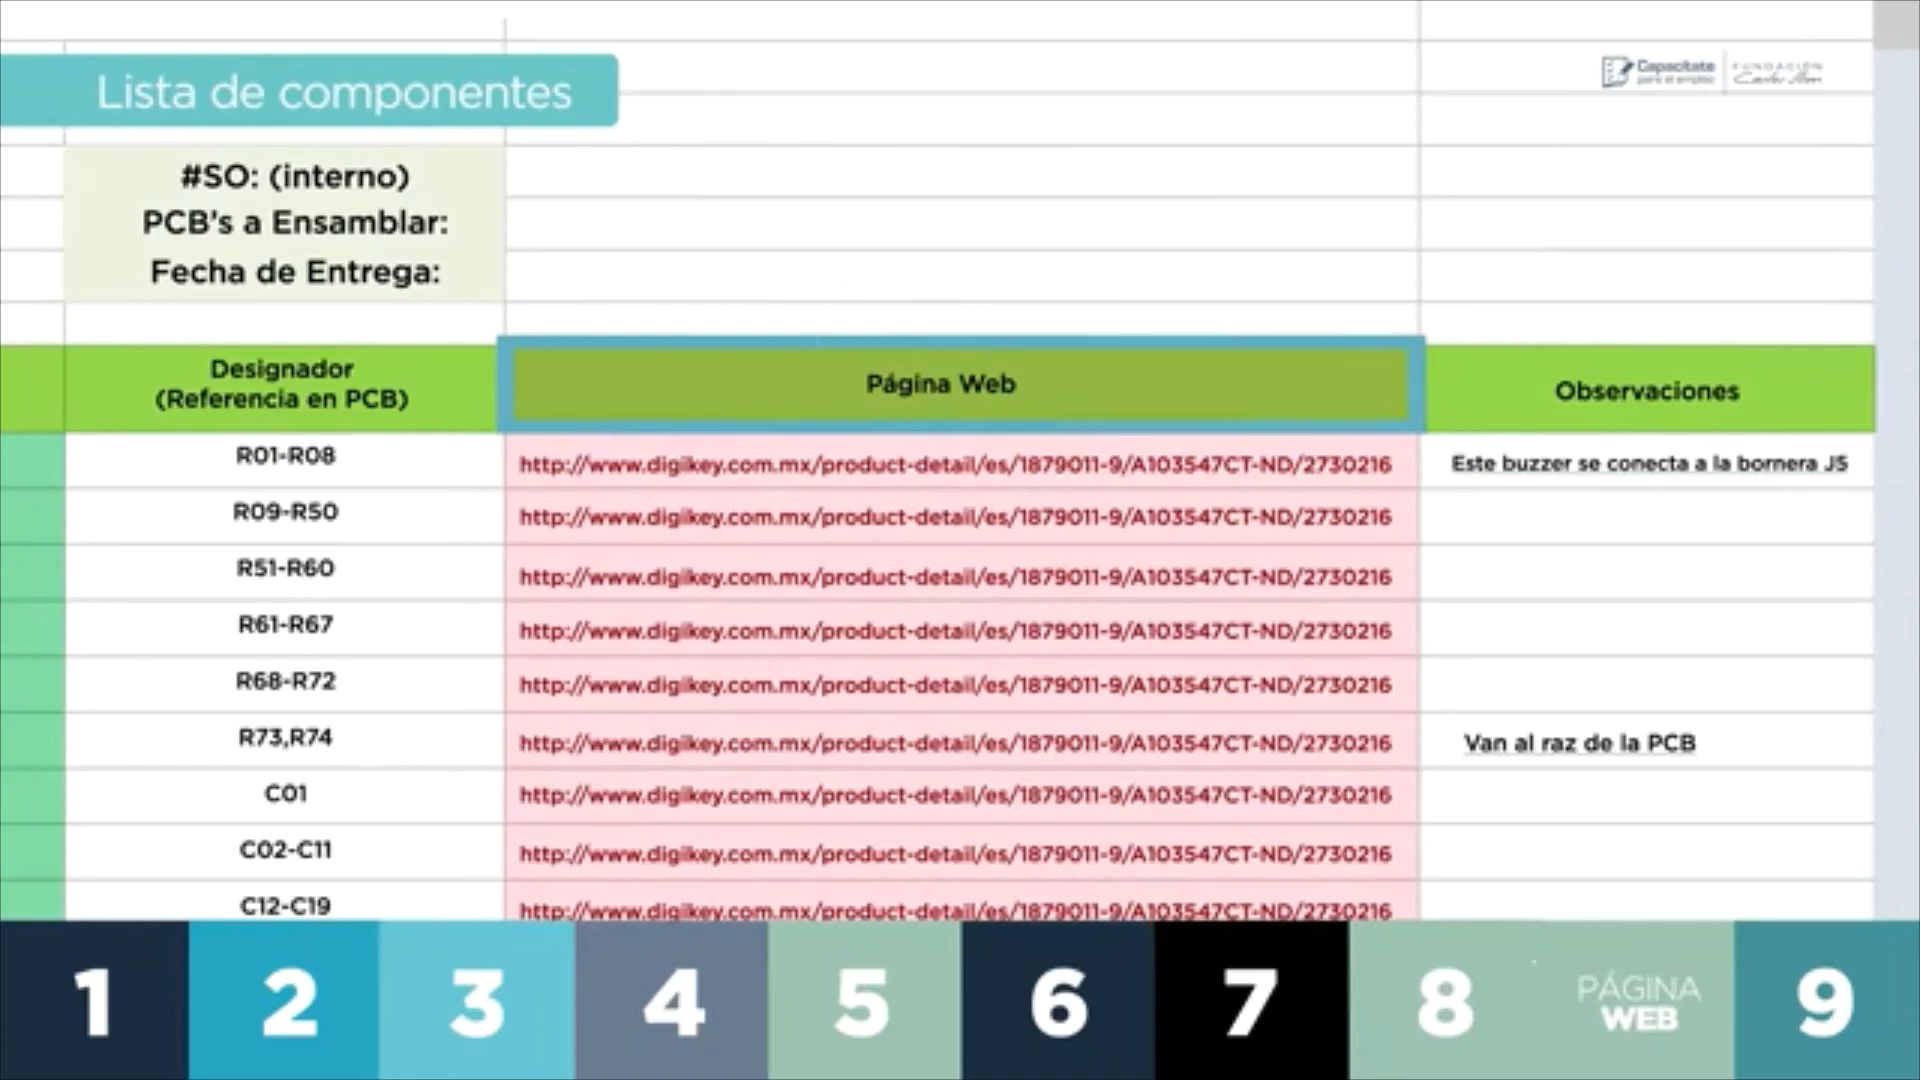 Lista de componentes
Capacítate
para el empleo
FUNDACIÓN
Carlos Slim
#SO: (interno)
PCB's a Ensamblar:
Fecha de Entrega:
Designador
(Referencia en PCB)
Página Web
Observaciones
R01-R08
http://www.digikey.com.mx/product-detail/es/1879011-9/A103547CT-ND/2730216
Este buzzer se conecta a la bornera J5
R09-R50
http://www.digikey.com.mx/product-detail/es/1879011-9/A103547CT-ND/2730216
R51-R60
http://www.digikey.com.mx/product-detail/es/1879011-9/A103547CT-ND/2730216
R61-R67
http://www.digikey.com.mx/product-detail/es/1879011-9/A103547CT-ND/2730216
R68-R72
http://www.digikey.com.mx/product-detail/es/1879011-9/A103547CT-ND/2730216
R73,R74
http://www.digikey.com.mx/product-detail/es/1879011-9/A103547CT-ND/2730216
Van al raz de la PCB
C01
http://www.digikey.com.mx/product-detail/es/1879011-9/A103547CT-ND/2730216
C02-C11
http://www.digikey.com.mx/product-detail/es/1879011-9/A103547CT-ND/2730216
C12-C19
http://www.digikey.com.mx/product-detail/es/1879011-9/A103547CT-ND/2730216
1 2 3 4 5 6 7 8
PÁGINA
WEB
9